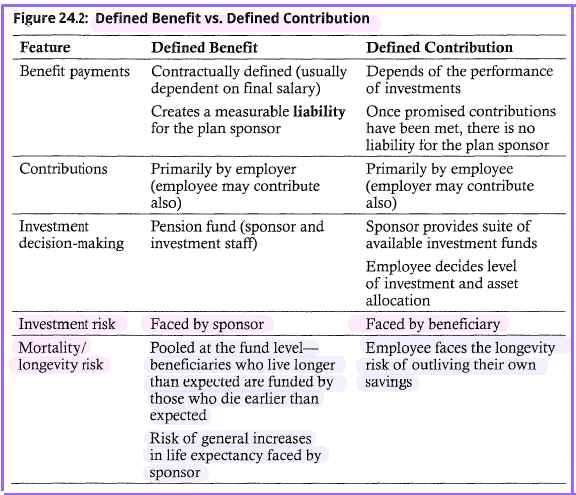 Figure 24.2: Defined Benefit vs. Defined Contribution
Feature
Defined Benefit
Defined Contribution
Benefit payments
Contractually defined (usually
dependent on final salary)
Creates a measurable liability
for the plan sponsor
Depends of the performance
of investments
Once promised contributions
have been met, there is no
liability for the plan sponsor
Contributions
Primarily by employer
(employee may contribute
also)
Primarily by employee
(employer may contribute
also)
Investment
decision-making
Pension fund (sponsor and
investment staff)
Sponsor provides suite of
available investment funds
Employee decides level
of investment and asset
allocation
Investment risk
Faced by sponsor
Faced by beneficiary
Mortality/
longevity risk
Pooled at the fund level—
beneficiaries who live longer
than expected are funded by
those who die earlier than
expected
Risk of general increases
in life expectancy faced by
sponsor
Employee faces the longevity
risk of outliving their own
savings